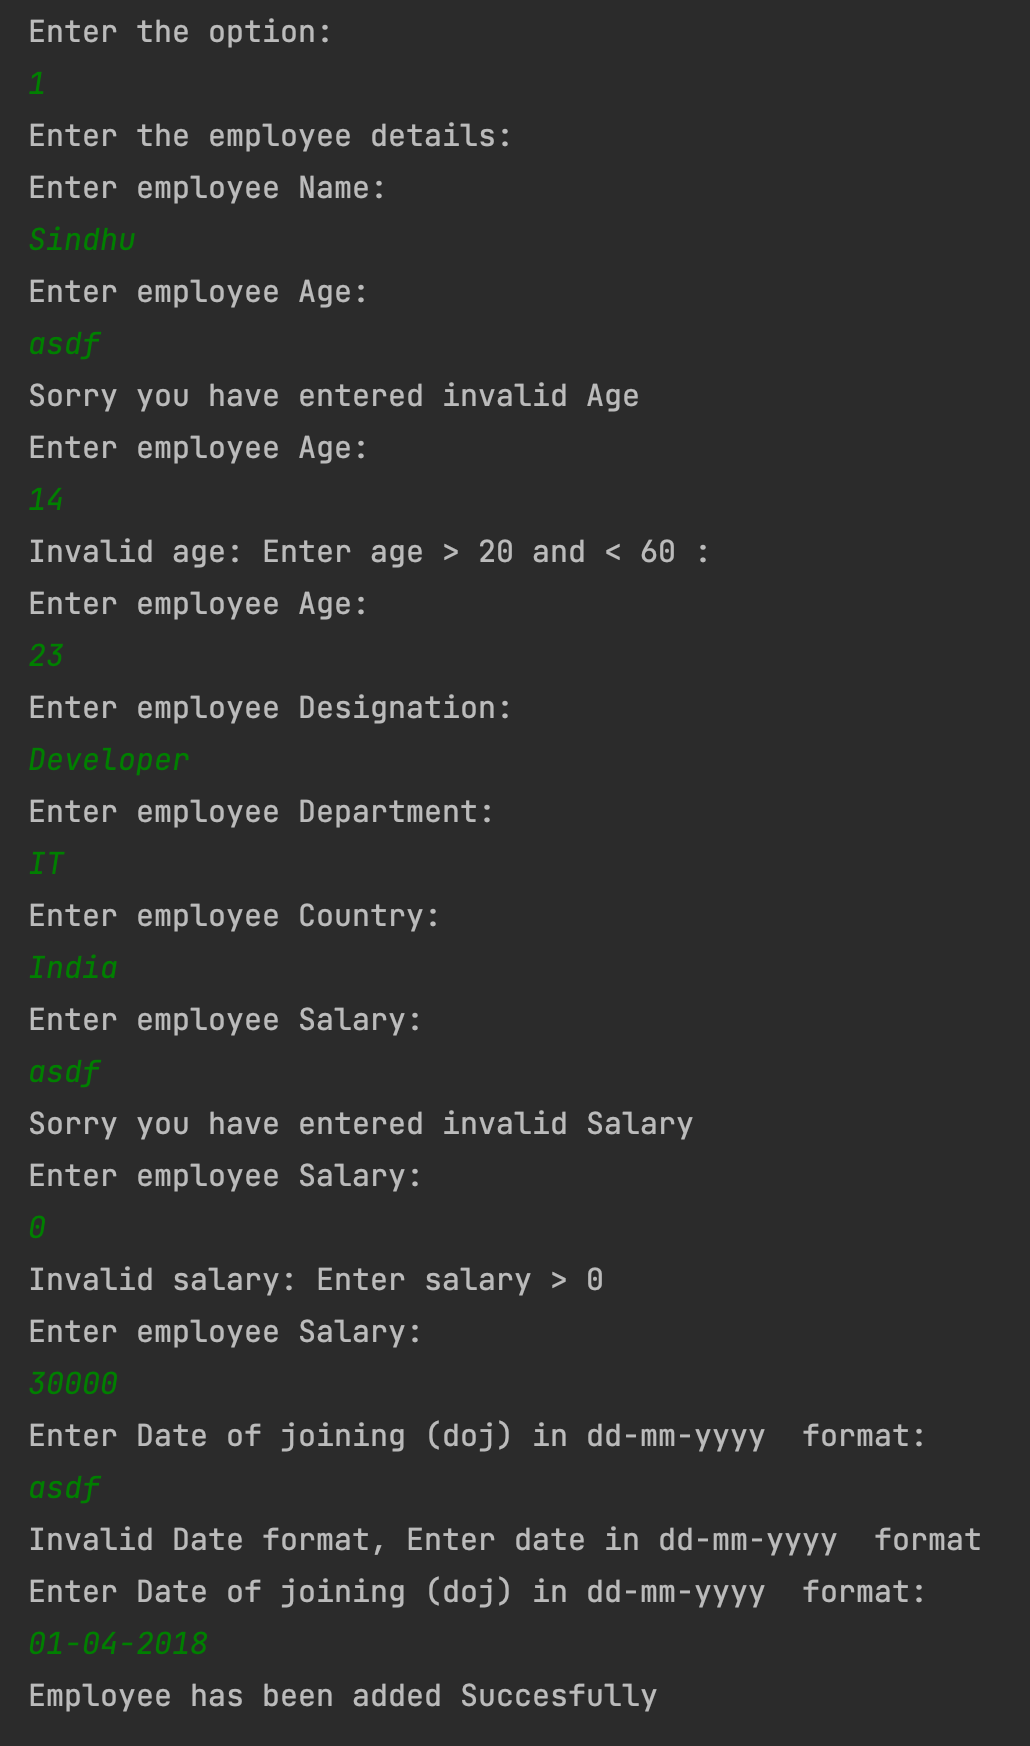 Enter the option:
1
Enter the employee details:
Enter employee Name:
Sindhu
Enter employee Age:
asdf
Sorry you have entered invalid Age
Enter employee Age:
14
Invalid age: Enter age > 20 and < 60 :
Enter employee Age:
23
Enter employee Designation:
Developer
Enter employee Department:
IT
Enter employee Country:
India
Enter employee Salary:
asdf
Sorry you have entered invalid Salary
Enter employee Salary:
0
Invalid salary: Enter salary > 0
Enter employee Salary:
30000
Enter Date of joining (doj) in dd-mm-yyyy  format:
asdf
Invalid Date format, Enter date in dd-mm-yyyy  format
Enter Date of joining (doj) in dd-mm-yyyy  format:
01-04-2018
Employee has been added Succesfully